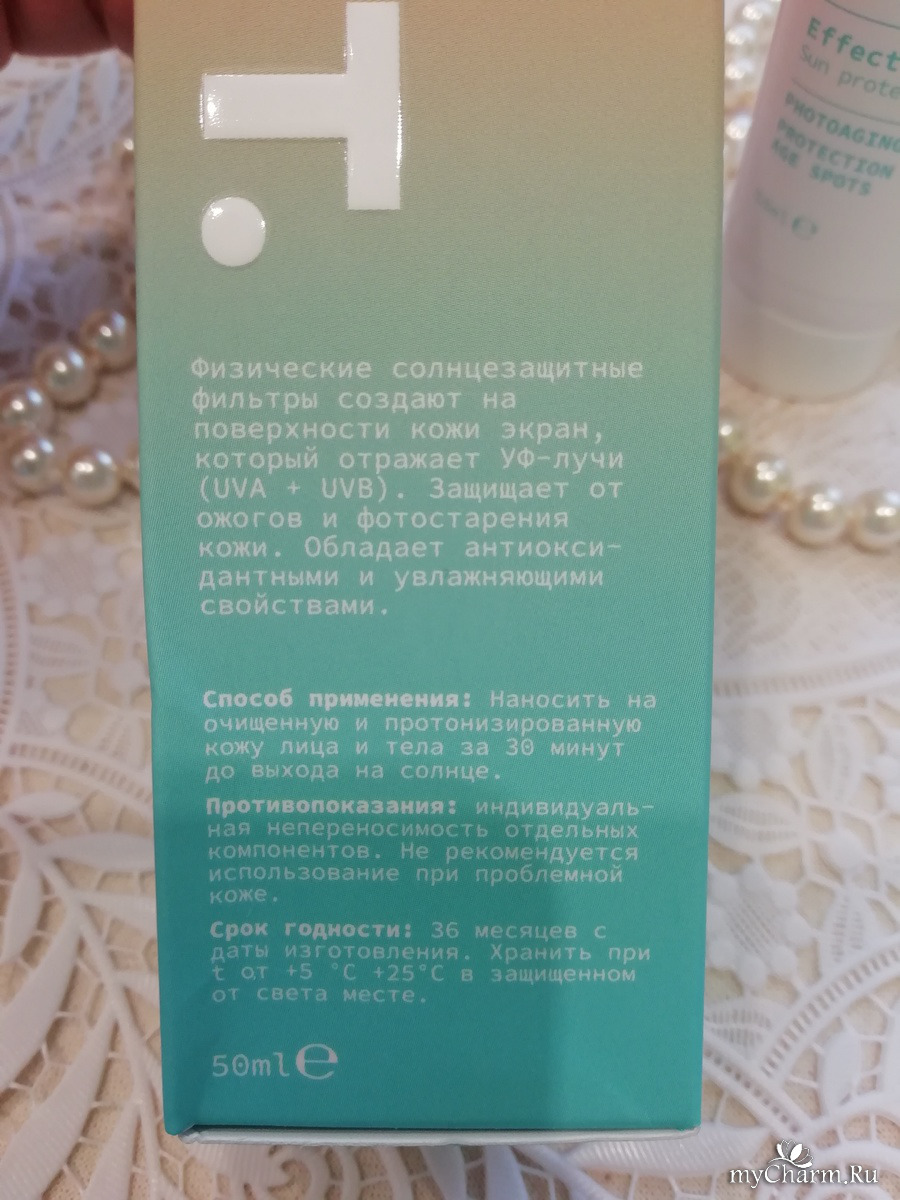 .T
Физические солнцезащитные
фильтры создают на
поверхности кожи экран,
который отражает УФ-лучи
(UVA + UVB). Защищает от
ожогов и фотостарения
кожи. Обладает антиокси-
дантными и увлажняющими
свойствами.
Способ применения: Наносить на
очищенную и протонизированную
кожу лица и тела за 30 минут
до выхода на солнце.
Противопоказания: индивидуаль-
ная непереносимость отдельных
компонентов. Не рекомендуется
использование при проблемной
коже.
Срок годности: 36 месяцев с
даты изготовления. Хранить при
t от +5 °C +25°C в защищенном
от света месте.
50ml e
Effect
Sun prote
PHOTOAGING
PROTECTION
AGE SPOTS
myCharm.Ru